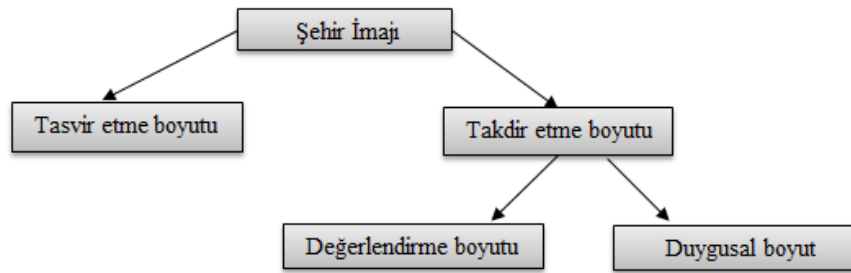 Şehir İmajı
Tasvir etme boyutu
Takdir etme boyutu
Değerlendirme boyutu
Duygusal boyut